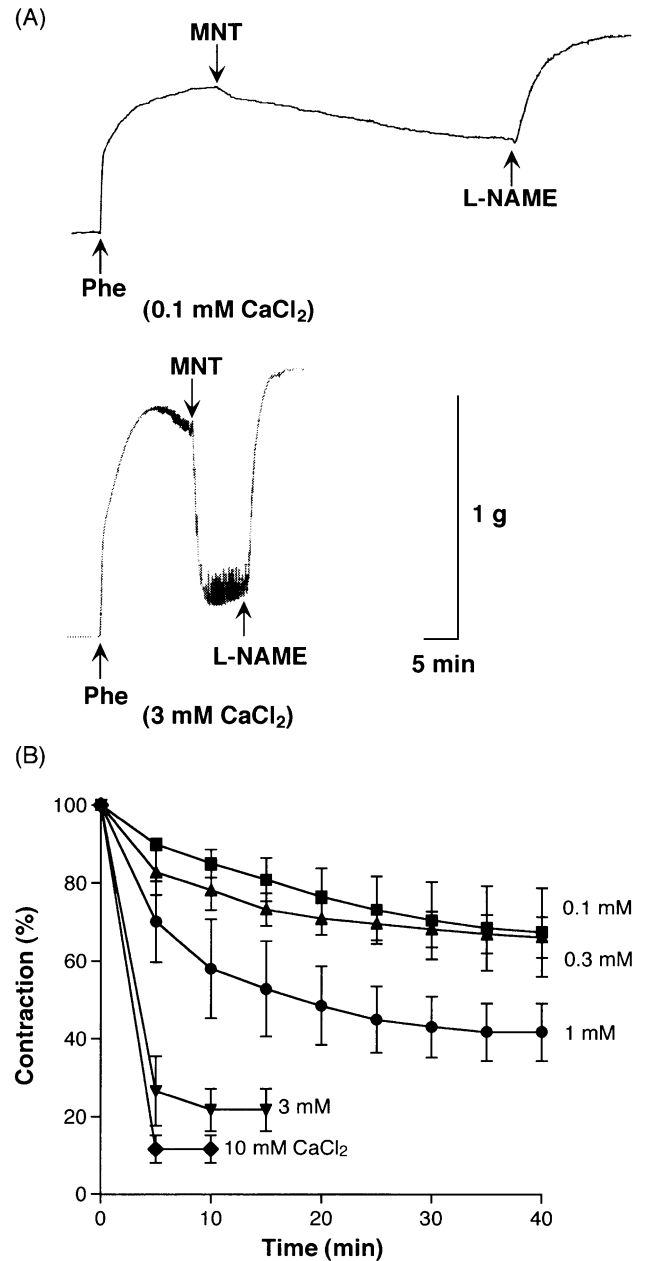 (A)
MNT
L-NAME
Phe
(0.1 mM CaCl₂)
MNT
1 g
L-NAME
5 min
Phe
(3 mM CaCl₂)
(B)
100
80
60
40
20
0
Contraction (%)
0.1 mM
0.3 mM
1 mM
3 mM
10 mM CaCl₂
0 10 20 30 40
Time (min)